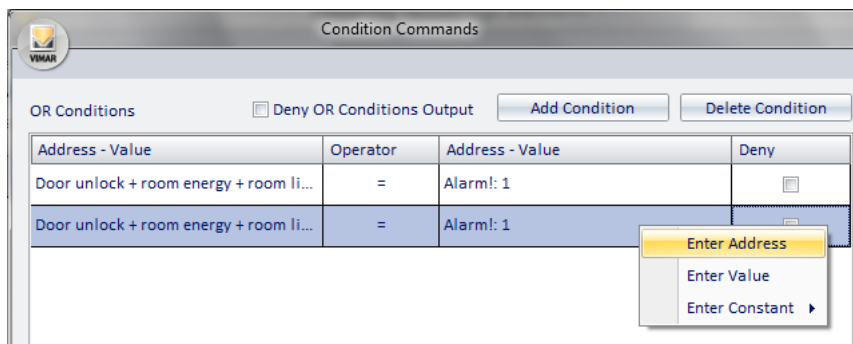 Condition Commands
VIMAR
OR Conditions Deny OR Conditions Output Add Condition Delete Condition
Address - Value Operator Address - Value Deny
Door unlock + room energy + room li... = Alarm!: 1
Door unlock + room energy + room li... = Alarm!: 1
Enter Address
Enter Value
Enter Constant